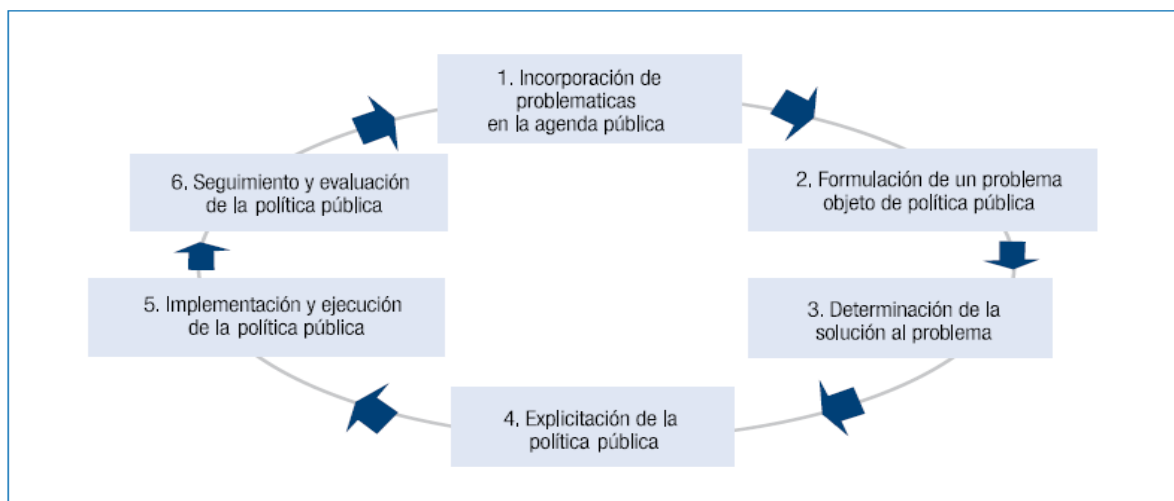 1. Incorporación de
problematicas
en la agenda pública
2. Formulación de un problema
objeto de política pública
3. Determinación de la
solución al problema
4. Explicitación de la
política pública
5. Implementación y ejecución
de la política pública
6. Seguimiento y evaluación
de la política pública